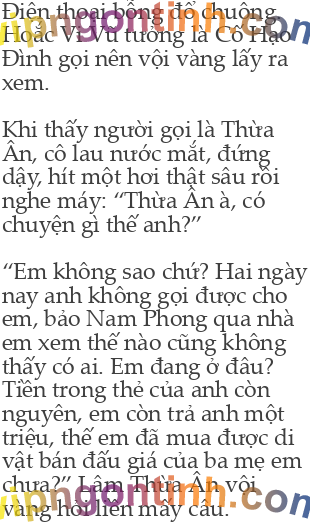 Điện thoại bỗng đổ chuông,
Hoắc Vi Vũ tưởng là Cố Hạo
Đình gọi nên vội vàng lấy ra
xem.
Khi thấy người gọi là Thừa
Ân, cô lau nước mắt, đứng
dậy, hít một hơi thật sâu rồi
nghe máy: “Thừa Ân à, có
chuyện gì thế anh?”
“Em không sao chứ? Hai ngày
nay anh không gọi được cho
em, bảo Nam Phong qua nhà
em xem thế nào cũng không
thấy có ai. Em đang ở đâu?
Tiền trong thẻ của anh còn
nguyên, em còn trả anh một
triệu, thế em đã mua được di
vật bán đấu giá của ba mẹ em
chưa?” Lâm Thừa Ân vội
vàng hỏi liền mấy câu.
vipngontinh.com
vipngontinh.com